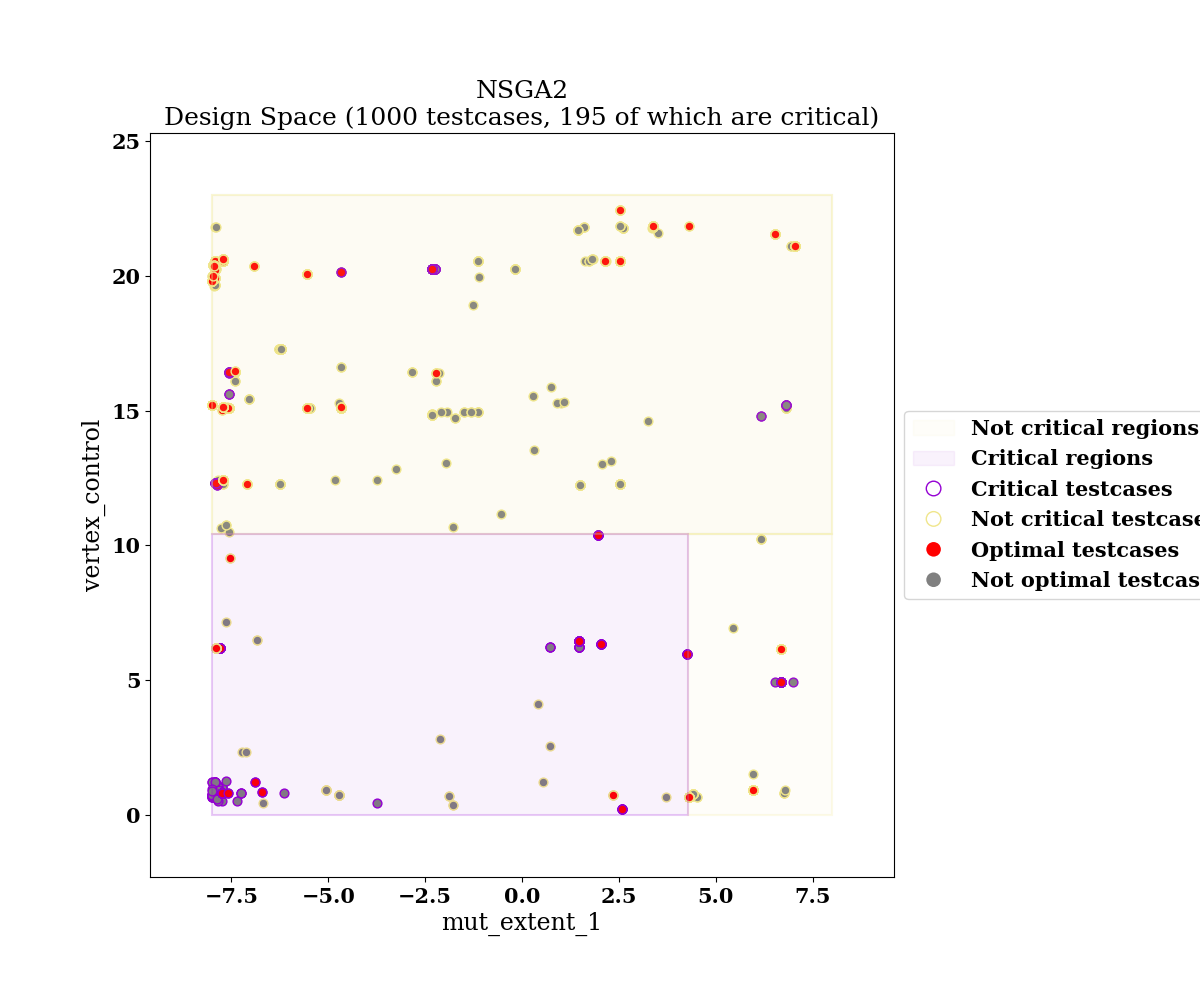 NSGA2
Design Space (1000 testcases, 195 of which are critical)
25
20
15
10
5
0
vertex_control
−7.5 −5.0 −2.5 0.0 2.5 5.0 7.5
mut_extent_1
Not critical regions
Critical regions
Critical testcases
Not critical testcase
Optimal testcases
Not optimal testcas